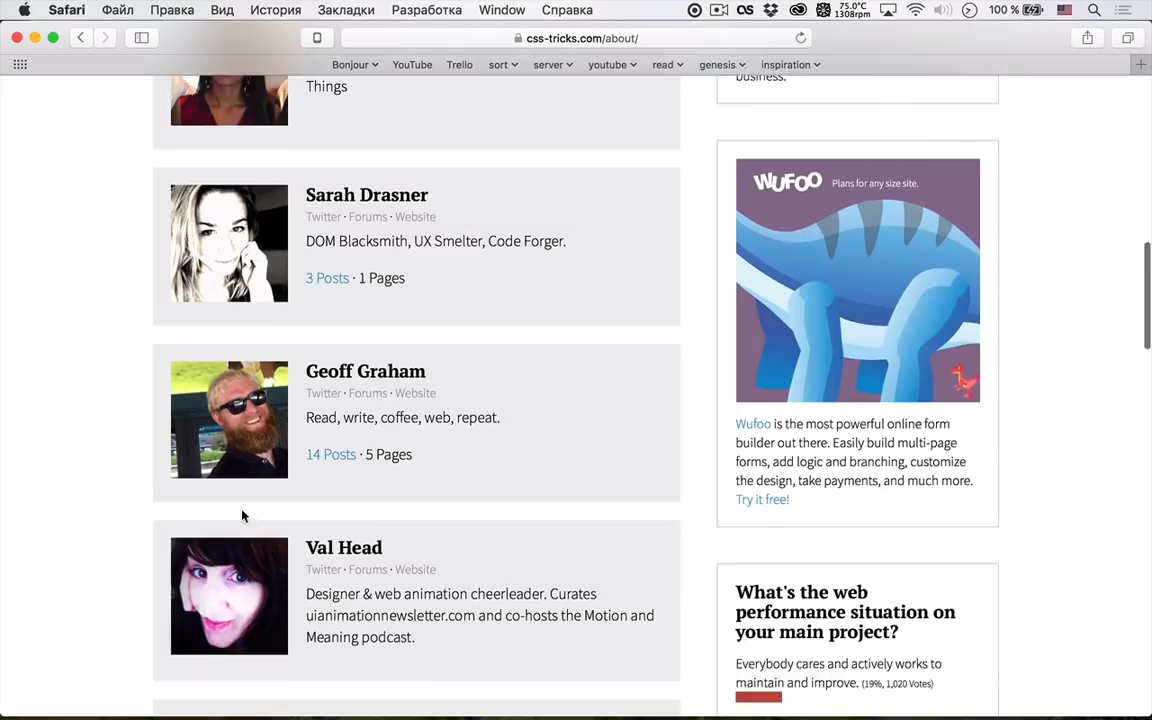 Safari Файл Правка Вид История Закладки Разработка Window Справка 75.0°C 1308rpm 100 %
css-tricks.com/about/
Bonjour YouTube Trello sort server youtube read genesis inspiration
Things
Sarah Drasner
Twitter · Forums · Website
DOM Blacksmith, UX Smelter, Code Forger.
3 Posts · 1 Pages
Geoff Graham
Twitter · Forums · Website
Read, write, coffee, web, repeat.
14 Posts · 5 Pages
Val Head
Twitter · Forums · Website
Designer & web animation cheerleader. Curates
uianimationnewsletter.com and co-hosts the Motion and
Meaning podcast.
business.
WUFOO Plans for any size site.
Wufoo is the most powerful online form
builder out there. Easily build multi-page
forms, add logic and branching, customize
the design, take payments, and much more.
Try it free!
What's the web
performance situation on
your main project?
Everybody cares and actively works to
maintain and improve. (19%, 1,020 Votes)